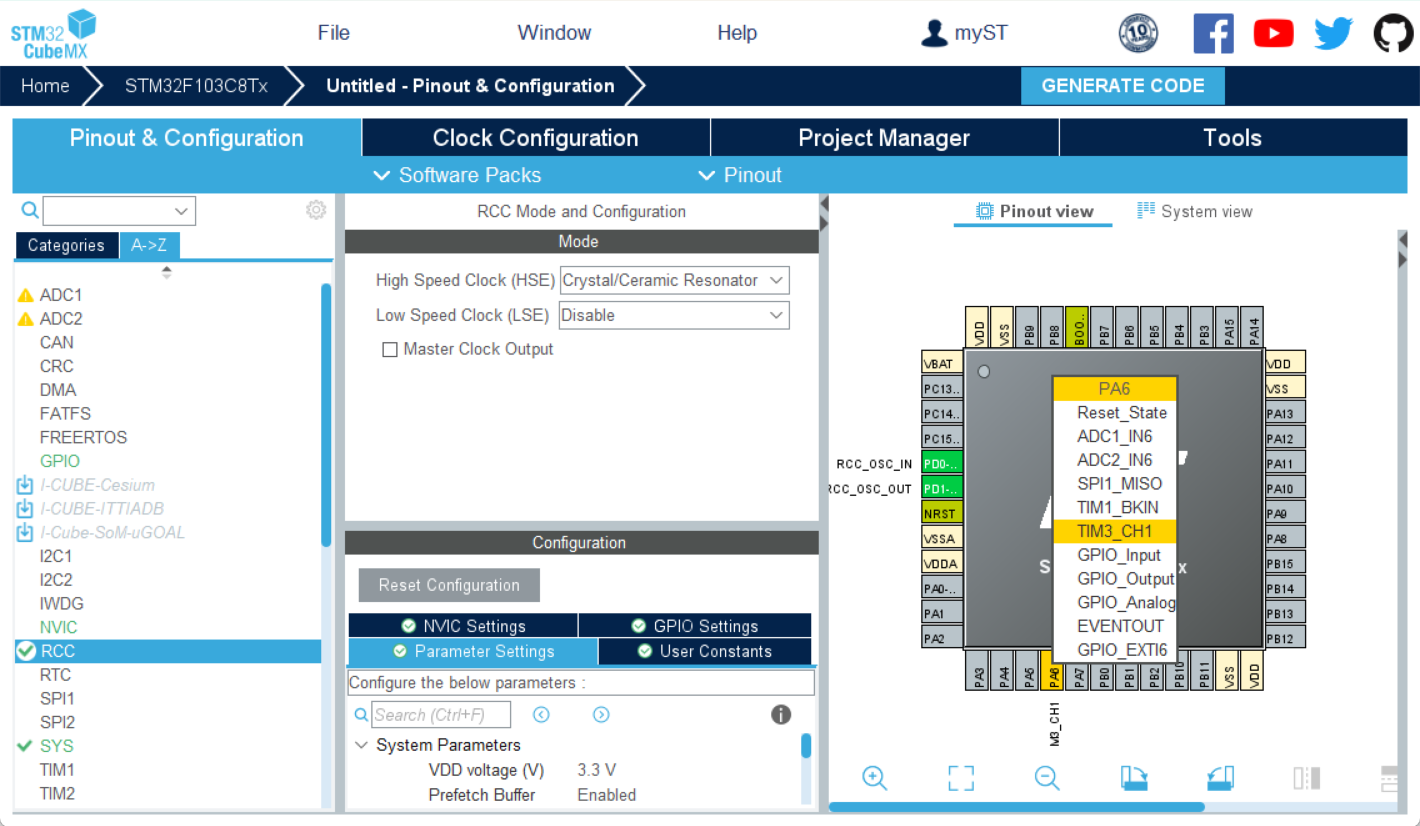 STM32
CubeMX
File
Window
Help
myST
10
Home
STM32F103C8Tx
Untitled - Pinout & Configuration
GENERATE CODE
Pinout & Configuration
Clock Configuration
Project Manager
Tools
Software Packs
Pinout
Categories
A->Z
ADC1
ADC2
CAN
CRC
DMA
FATFS
FREERTOS
GPIO
I-CUBE-Cesium
I-CUBE-ITTIADB
I-Cube-SoM-uGOAL
I2C1
I2C2
IWDG
NVIC
RCC
RTC
SPI1
SPI2
SYS
TIM1
TIM2
RCC Mode and Configuration
Mode
High Speed Clock (HSE) Crystal/Ceramic Resonator
Low Speed Clock (LSE) Disable
Master Clock Output
Configuration
Reset Configuration
NVIC Settings
GPIO Settings
Parameter Settings
User Constants
Configure the below parameters :
Search (Ctrl+F)
System Parameters
VDD voltage (V) 3.3 V
Prefetch Buffer Enabled
Pinout view
System view
VDD
VSS
PB9
PB8
BOO..
PB7
PB6
PB5
PB4
PB3
PA15
PA14
VBAT
PC13..
PC14..
PC15..
RCC_OSC_IN PD0-..
RCC_OSC_OUT PD1-..
NRST
VSSA
VDDA
PA0-..
PA1
PA2
PA6
Reset_State
ADC1_IN6
ADC2_IN6
SPI1_MISO
TIM1_BKIN
TIM3_CH1
GPIO_Input
GPIO_Output
GPIO_Analog
EVENTOUT
GPIO_EXTI6
S
x
VDD
VSS
PA13
PA12
PA11
PA10
PA9
PA8
PB15
PB14
PB13
PB12
PA3
PA4
PA5
PA6
PA7
PB0
PB1
PB2
PB10
PB11
VSS
VDD
M3_CH1